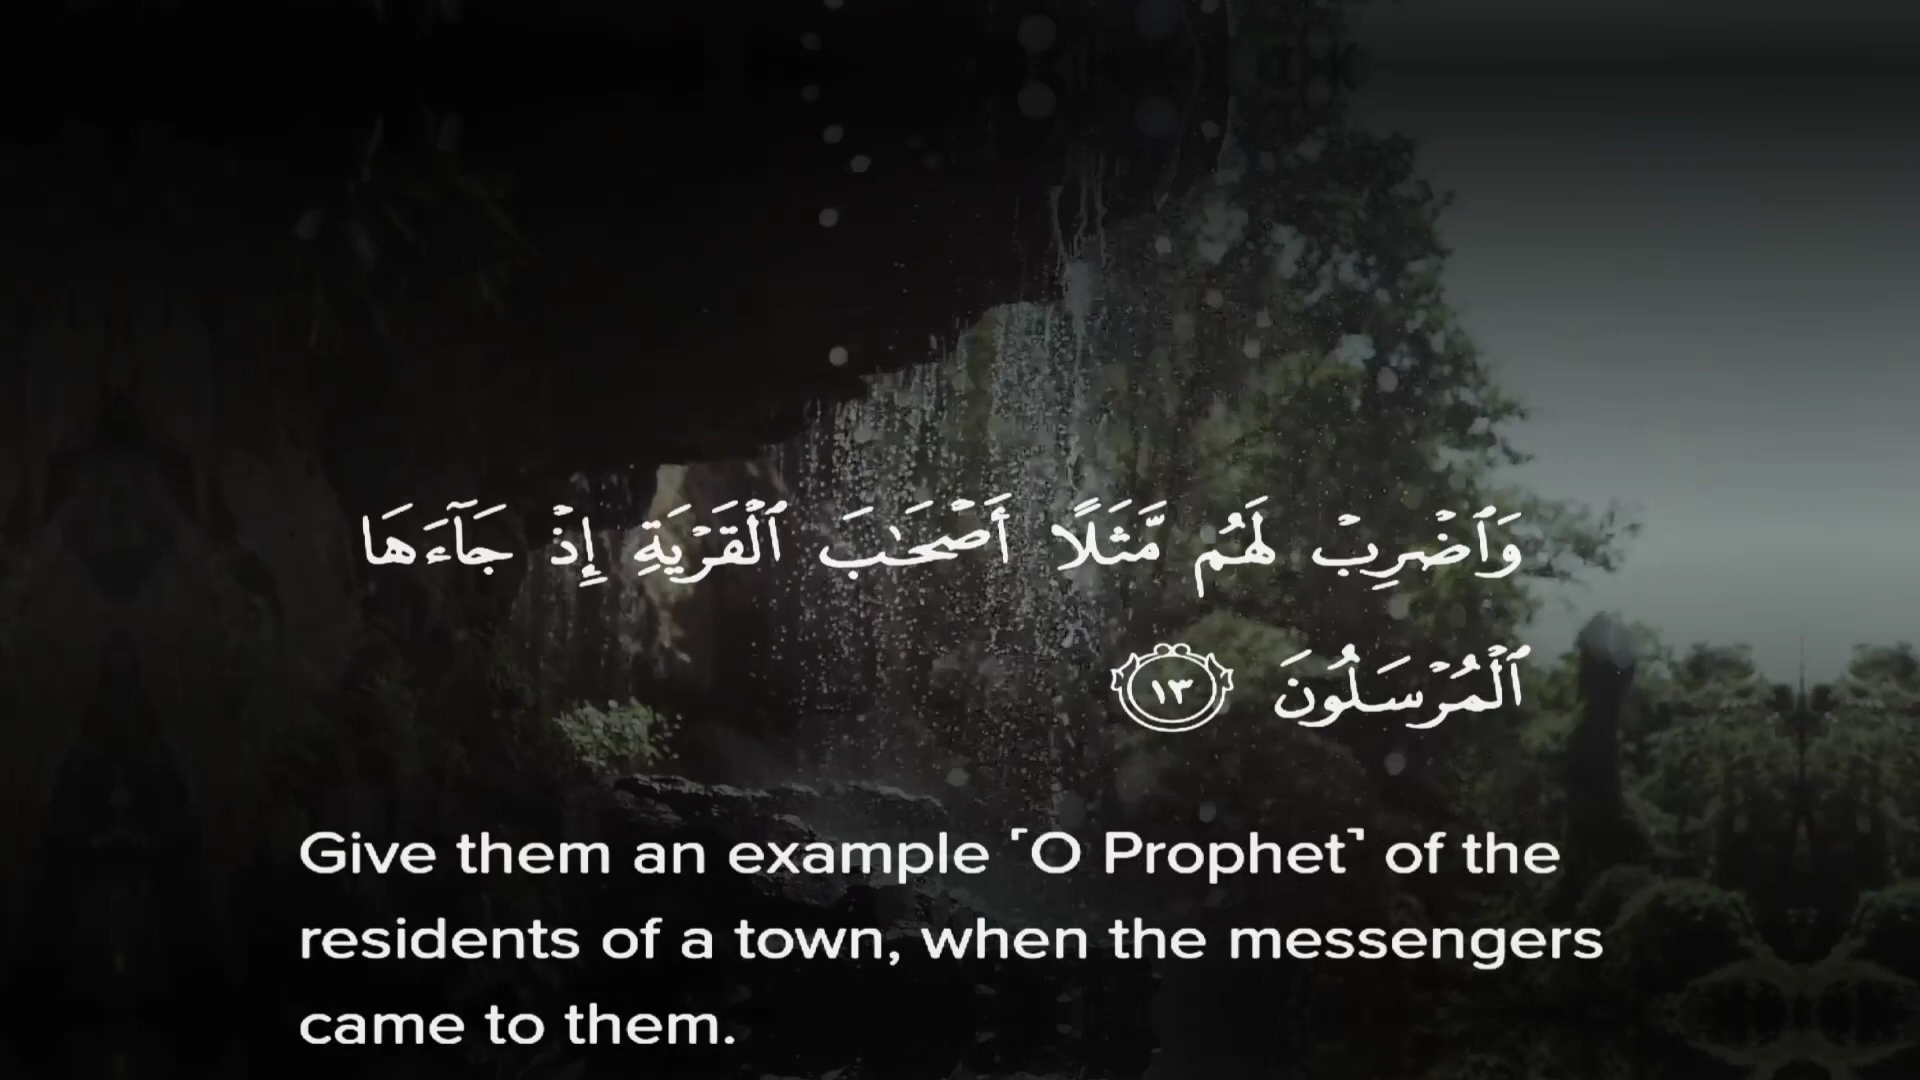 وَٱضْرِبْ لَهُم مَّثَلًا أَصْحَـٰبَ ٱلْقَرْيَةِ إِذْ جَآءَهَا
ٱلْمُرْسَلُونَ ١٣
Give them an example ˹O Prophet˺ of the
residents of a town, when the messengers
came to them.